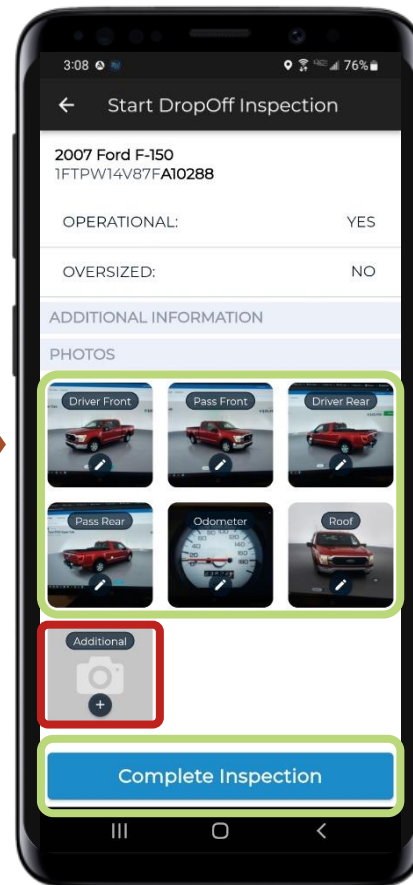 3:08 76%
Start DropOff Inspection
2007 Ford F-150
1FTPW14V87FA10288
OPERATIONAL: YES
OVERSIZED: NO
ADDITIONAL INFORMATION
PHOTOS
Driver Front Pass Front Driver Rear
Pass Rear Odometer Roof
Additional
Complete Inspection